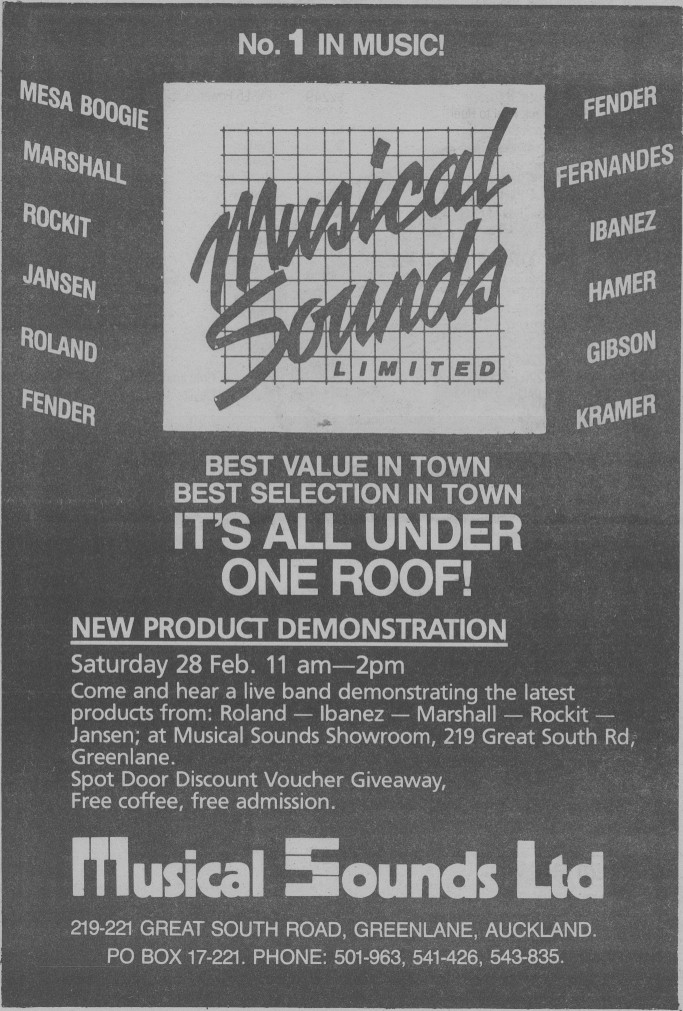 No. 1 IN MUSIC!
MESA BOOGIE
MARSHALL
ROCKIT
JANSEN
ROLAND
FENDER
Musical
Sounds
LIMITED
FENDER
FERNANDES
IBANEZ
HAMER
GIBSON
KRAMER
BEST VALUE IN TOWN
BEST SELECTION IN TOWN
IT'S ALL UNDER
ONE ROOF!
NEW PRODUCT DEMONSTRATION
Saturday 28 Feb. 11 am—2pm
Come and hear a live band demonstrating the latest
products from: Roland — Ibanez — Marshall — Rockit —
Jansen; at Musical Sounds Showroom, 219 Great South Rd,
Greenlane.
Spot Door Discount Voucher Giveaway,
Free coffee, free admission.
Musical Sounds Ltd
219-221 GREAT SOUTH ROAD, GREENLANE, AUCKLAND.
PO BOX 17-221. PHONE: 501-963, 541-426, 543-835.